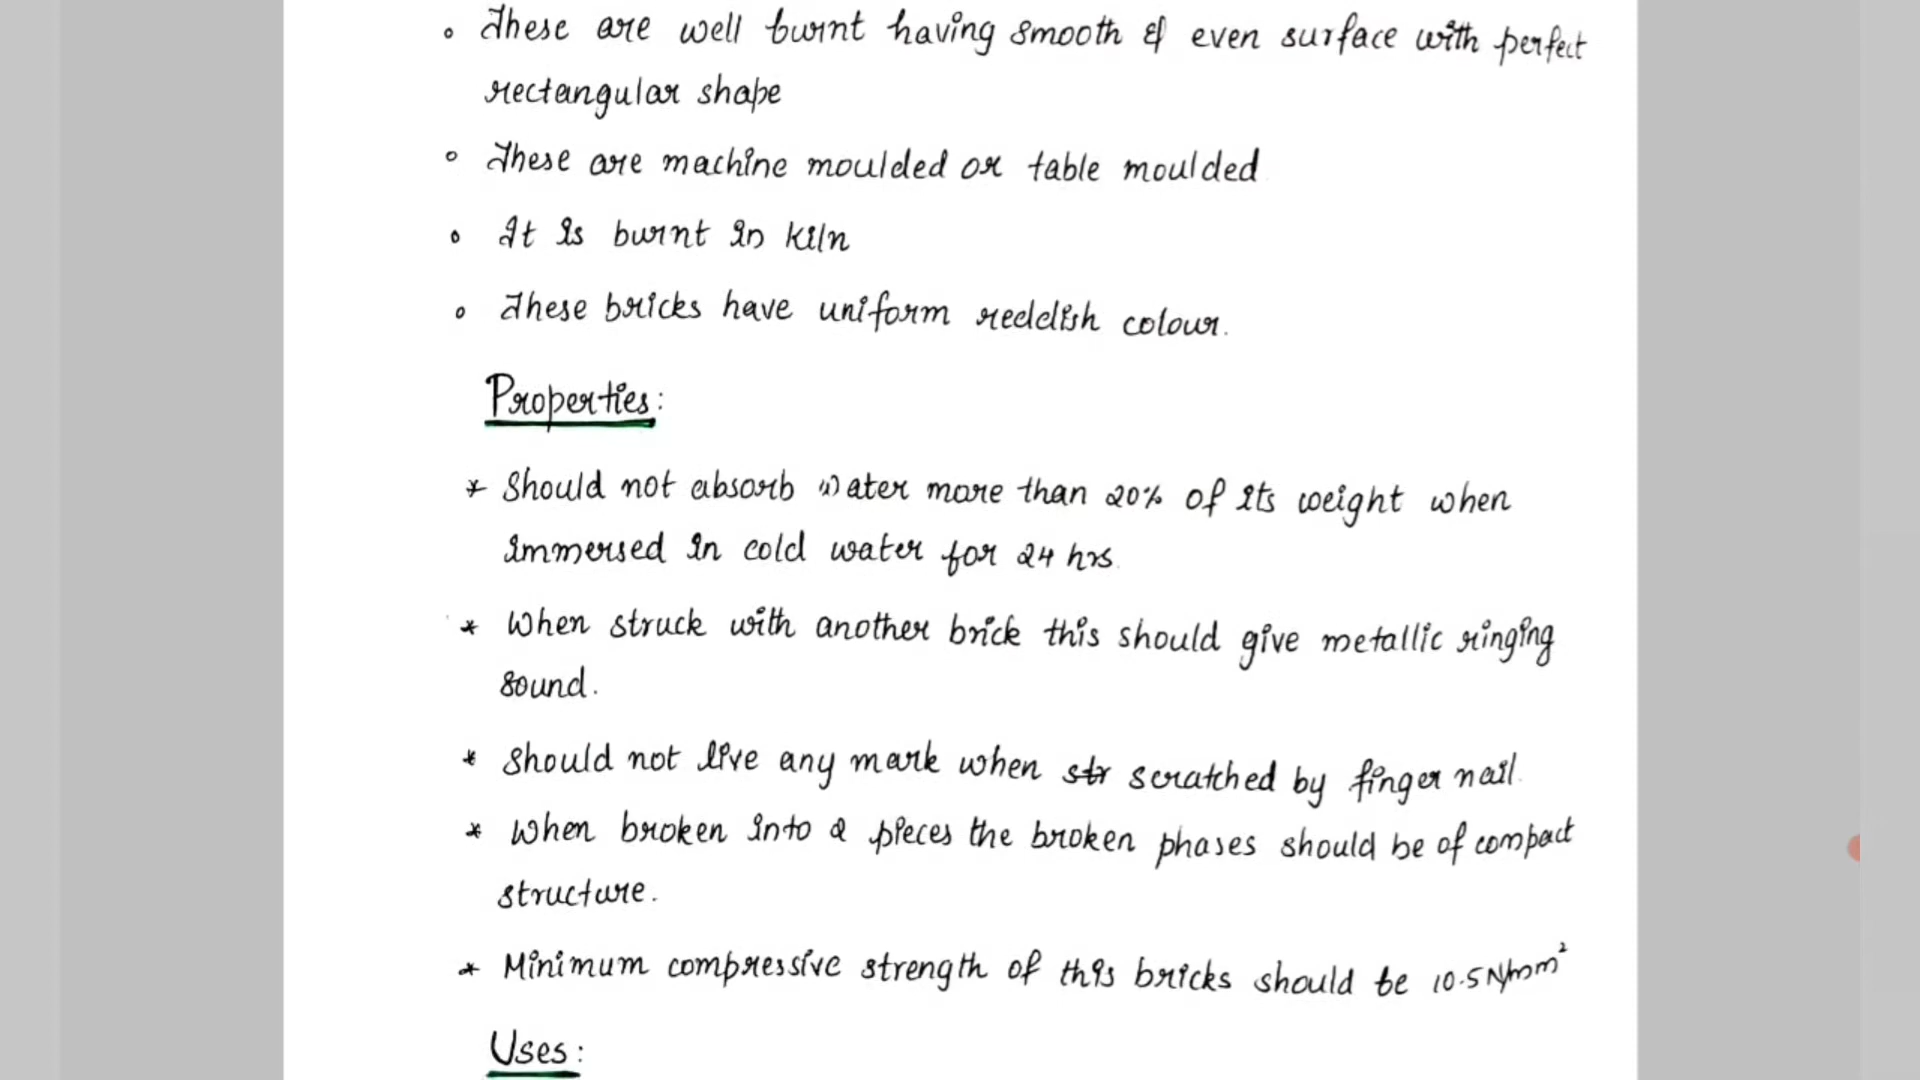 • These are well burnt having smooth & even surface with perfect
rectangular shape
• These are machine moulded or table moulded
• It is burnt in kiln
• These bricks have uniform reddish colour.
Properties:
* Should not absorb water more than 20% of its weight when
immersed in cold water for 24 hrs.
* When struck with another brick this should give metallic ringing
sound.
* Should not live any mark when str scratched by finger nail.
* When broken into 2 pieces the broken phases should be of compact
structure.
* Minimum compressive strength of this bricks should be 10.5 N/mm²
Uses: